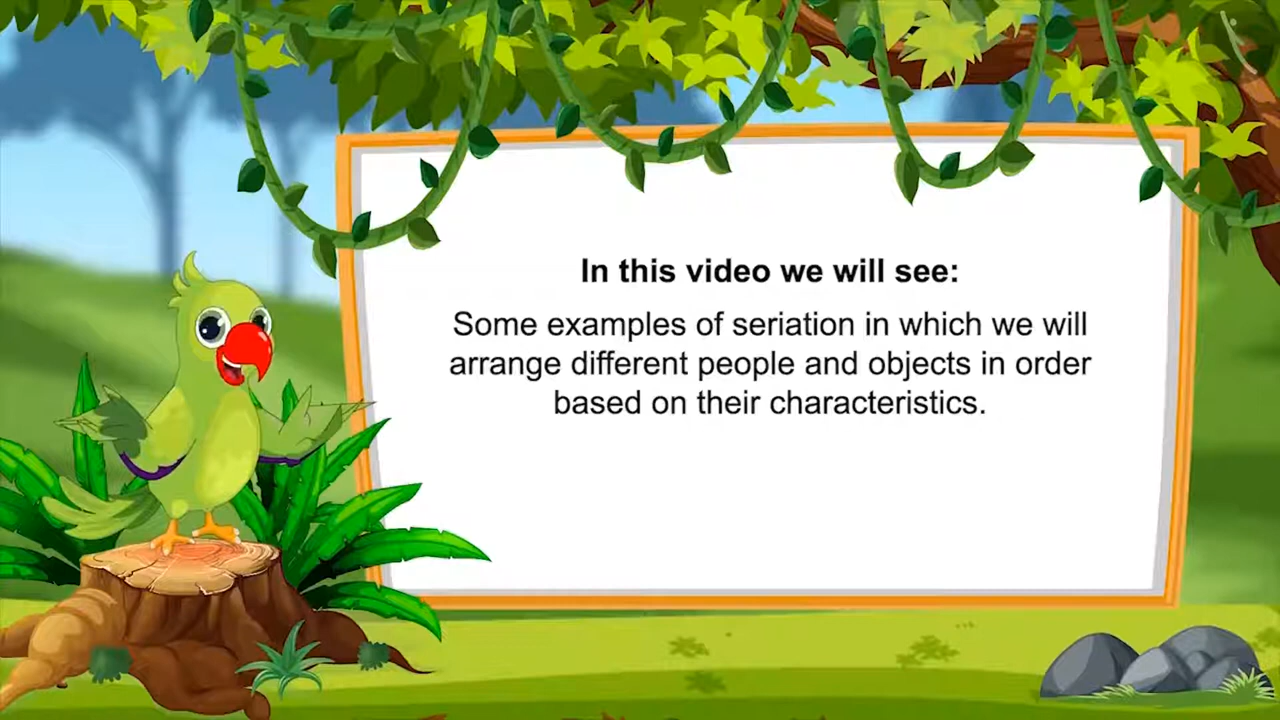 In this video we will see:
Some examples of seriation in which we will
arrange different people and objects in order
based on their characteristics.